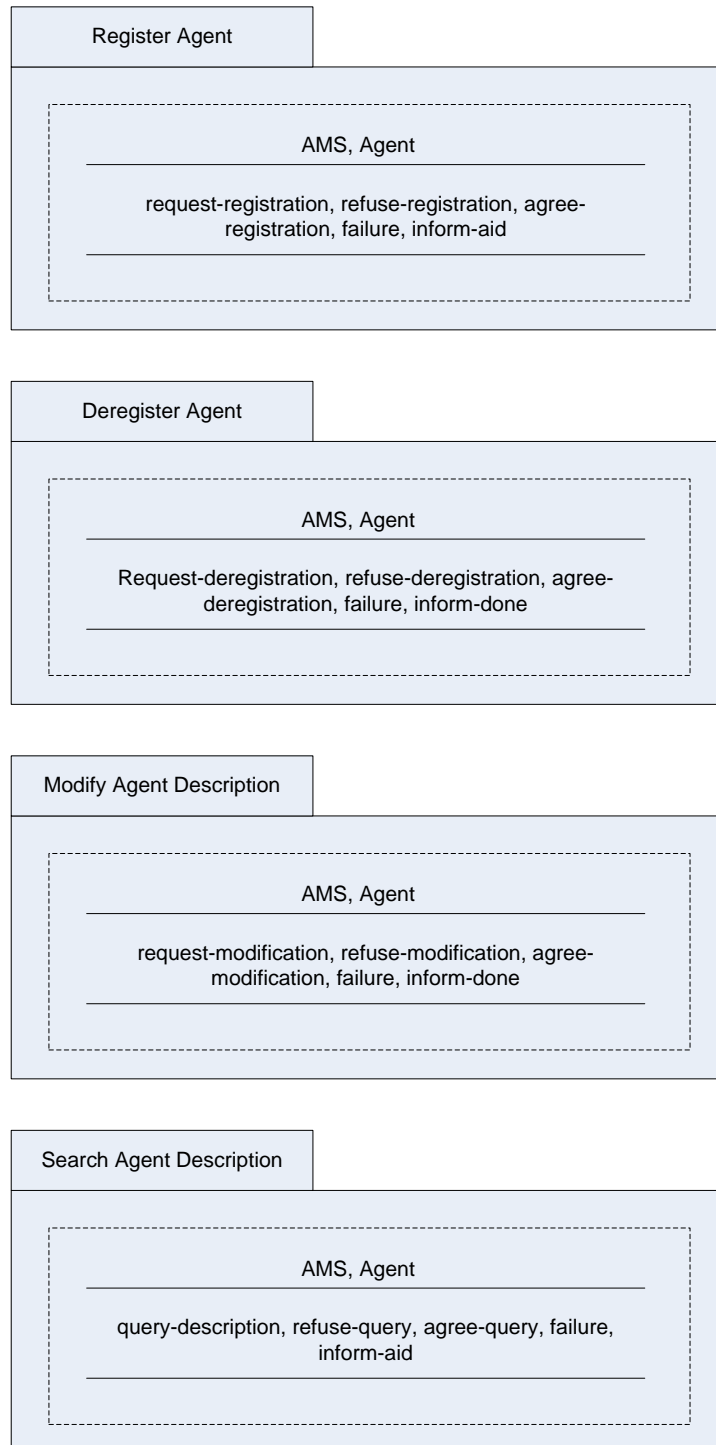 Register Agent
AMS, Agent
request-registration, refuse-registration, agree-
registration, failure, inform-aid
Deregister Agent
AMS, Agent
Request-deregistration, refuse-deregistration, agree-
deregistration, failure, inform-done
Modify Agent Description
AMS, Agent
request-modification, refuse-modification, agree-
modification, failure, inform-done
Search Agent Description
AMS, Agent
query-description, refuse-query, agree-query, failure,
inform-aid